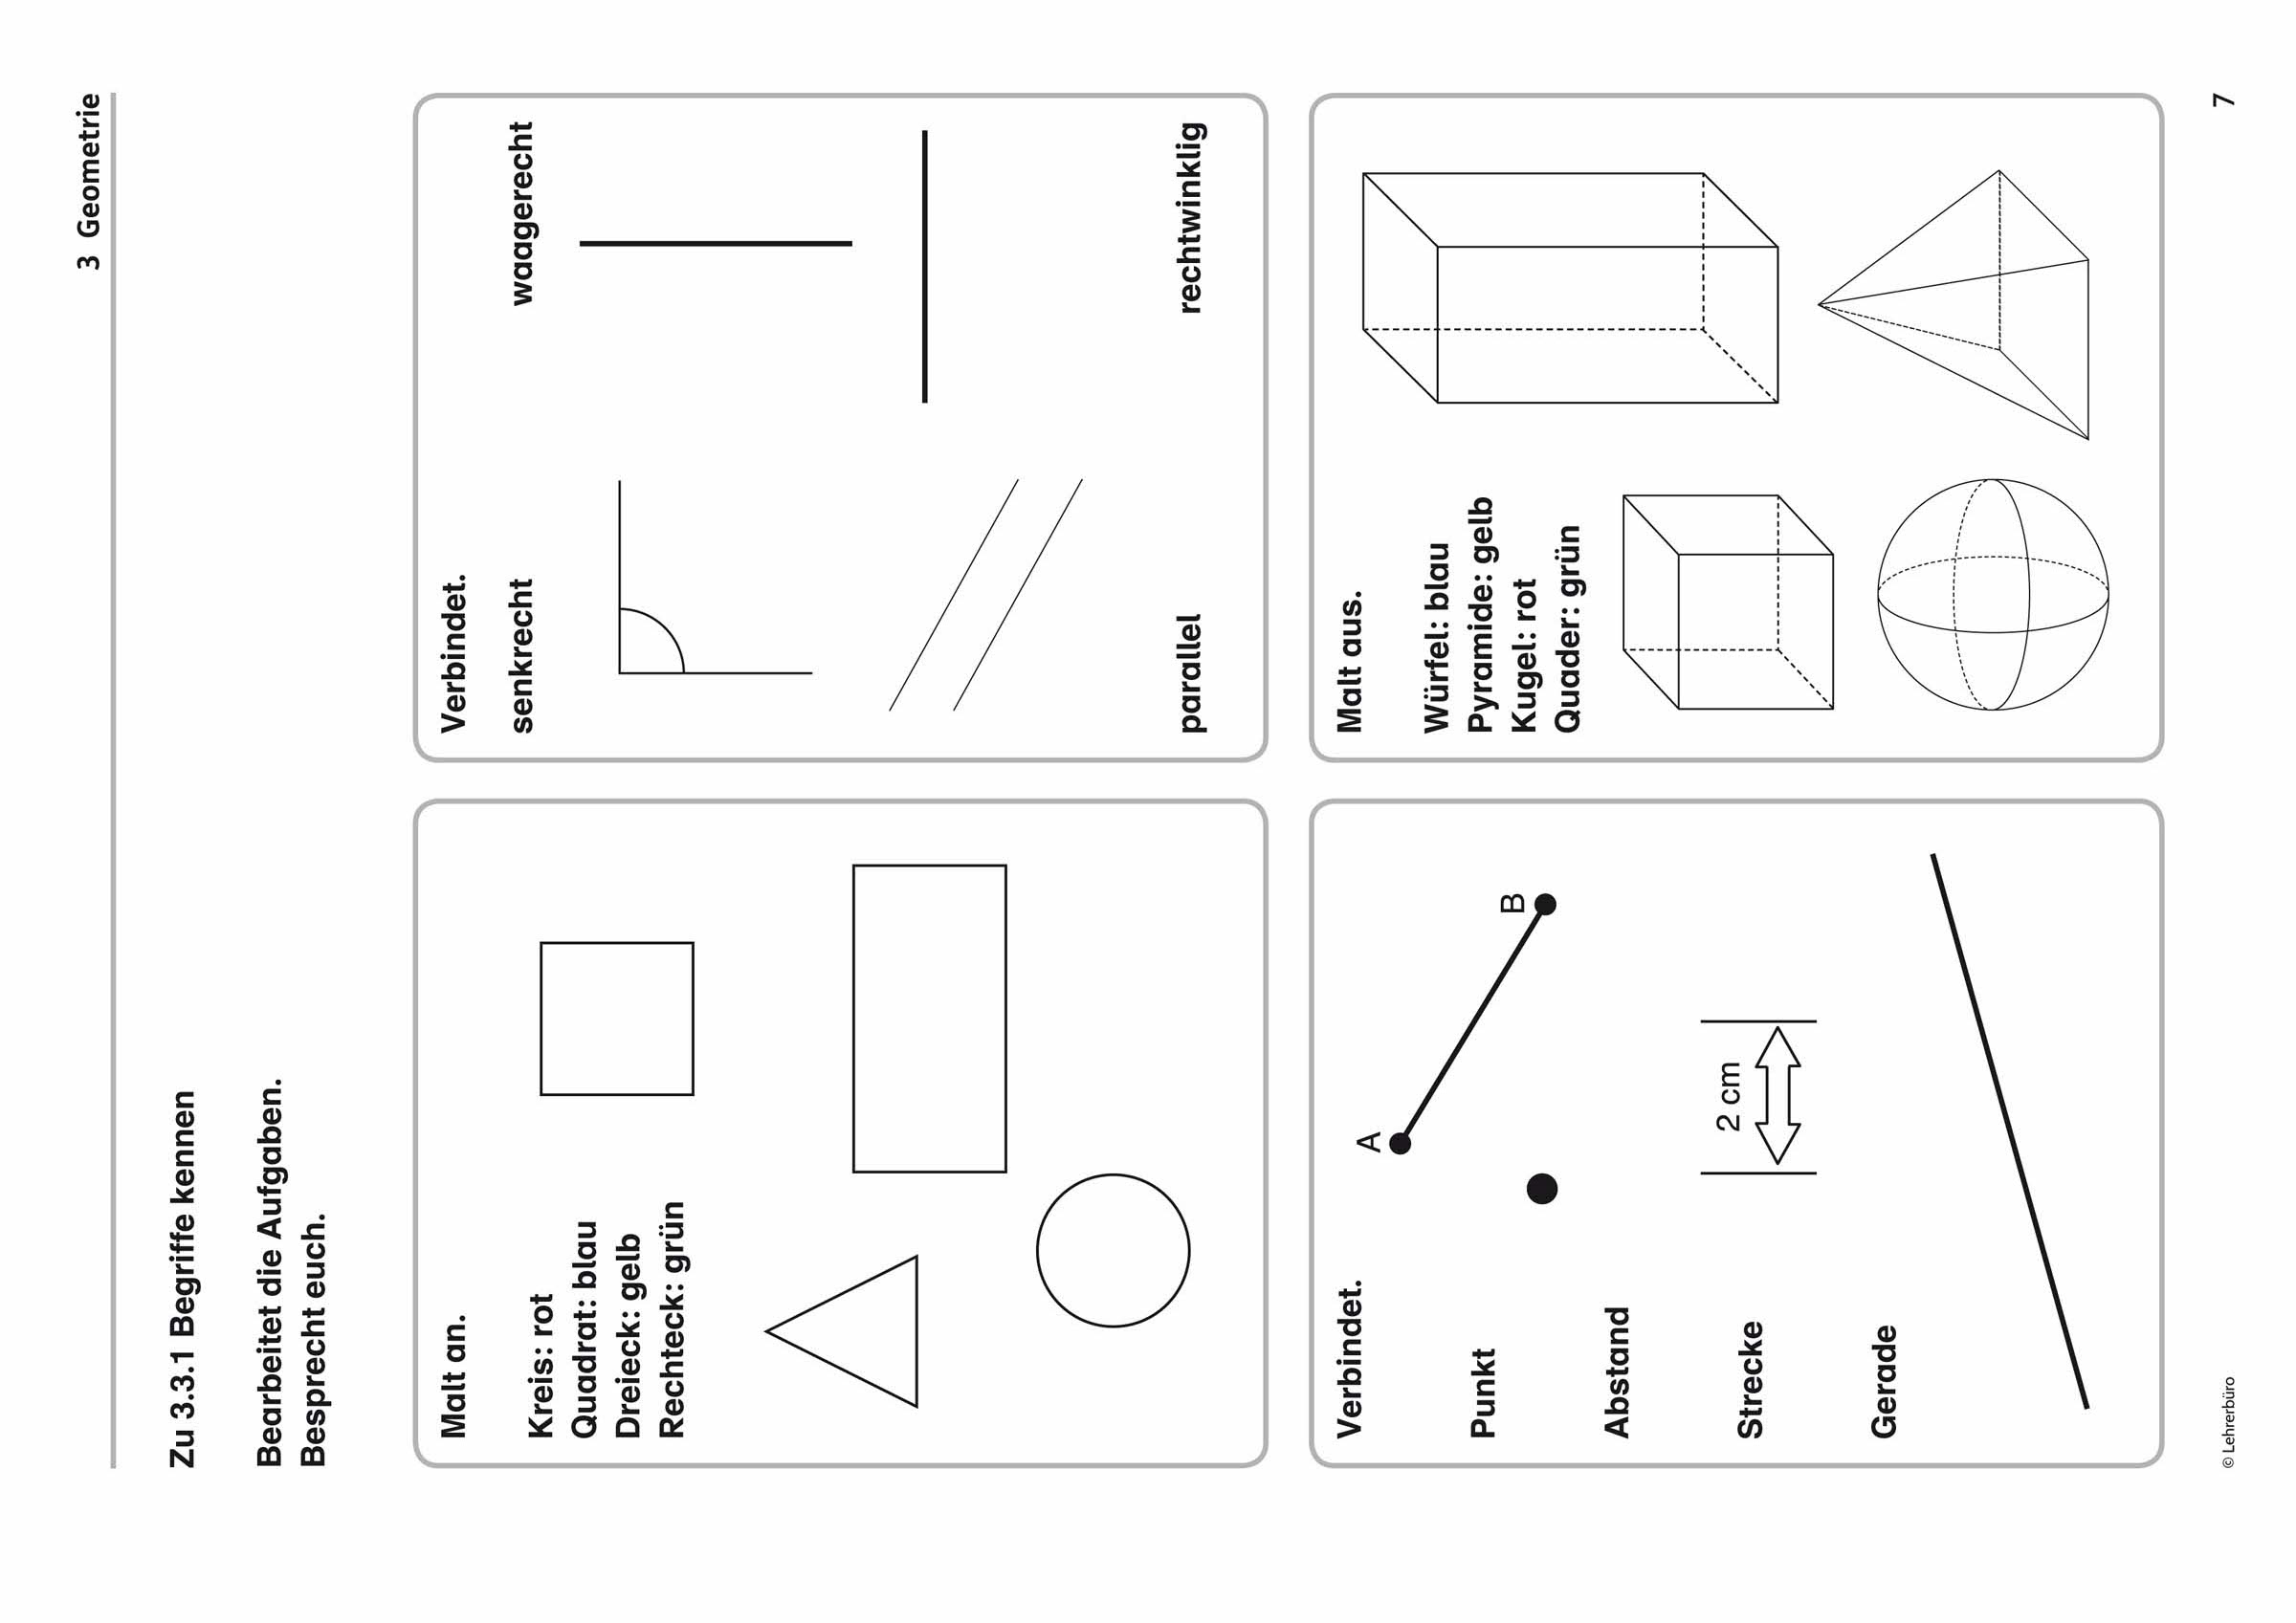 3 Geometrie
Zu 3.3.1 Begriffe kennen
Bearbeitet die Aufgaben.
Besprecht euch.
Malt an.
Kreis: rot
Quadrat: blau
Dreieck: gelb
Rechteck: grün
Verbindet.
senkrecht
waagerecht
parallel
rechtwinklig
Verbindet.
A
B
Punkt
Abstand
2 cm
Strecke
Gerade
Malt aus.
Würfel: blau
Pyramide: gelb
Kugel: rot
Quader: grün
© Lehrerbüro
7